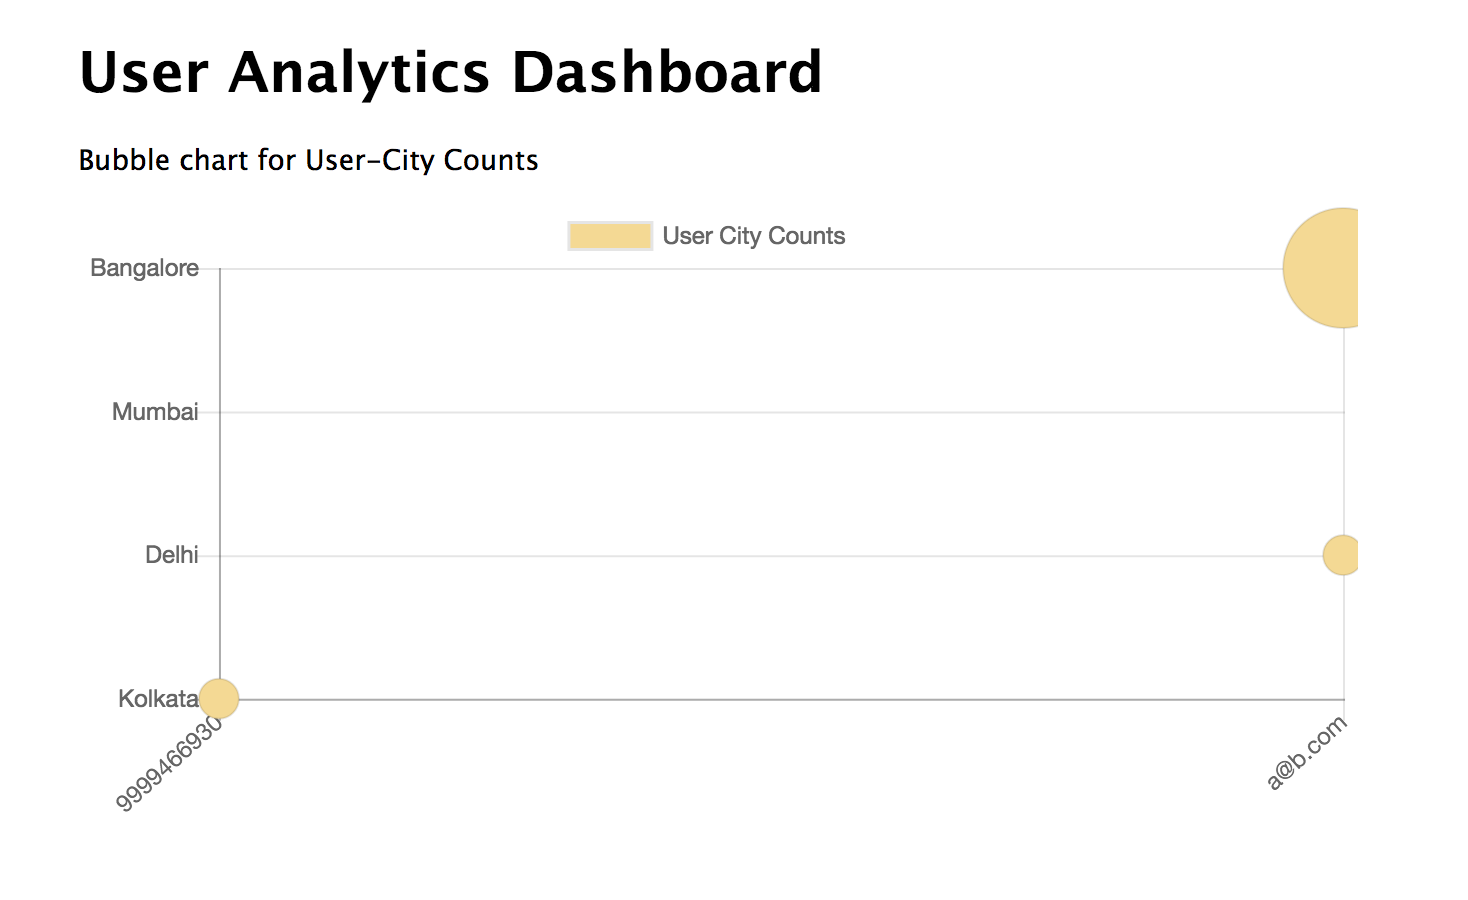 User Analytics Dashboard
Bubble chart for User-City Counts
User City Counts
Bangalore
Mumbai
Delhi
Kolkata
9999466930
a@b.com